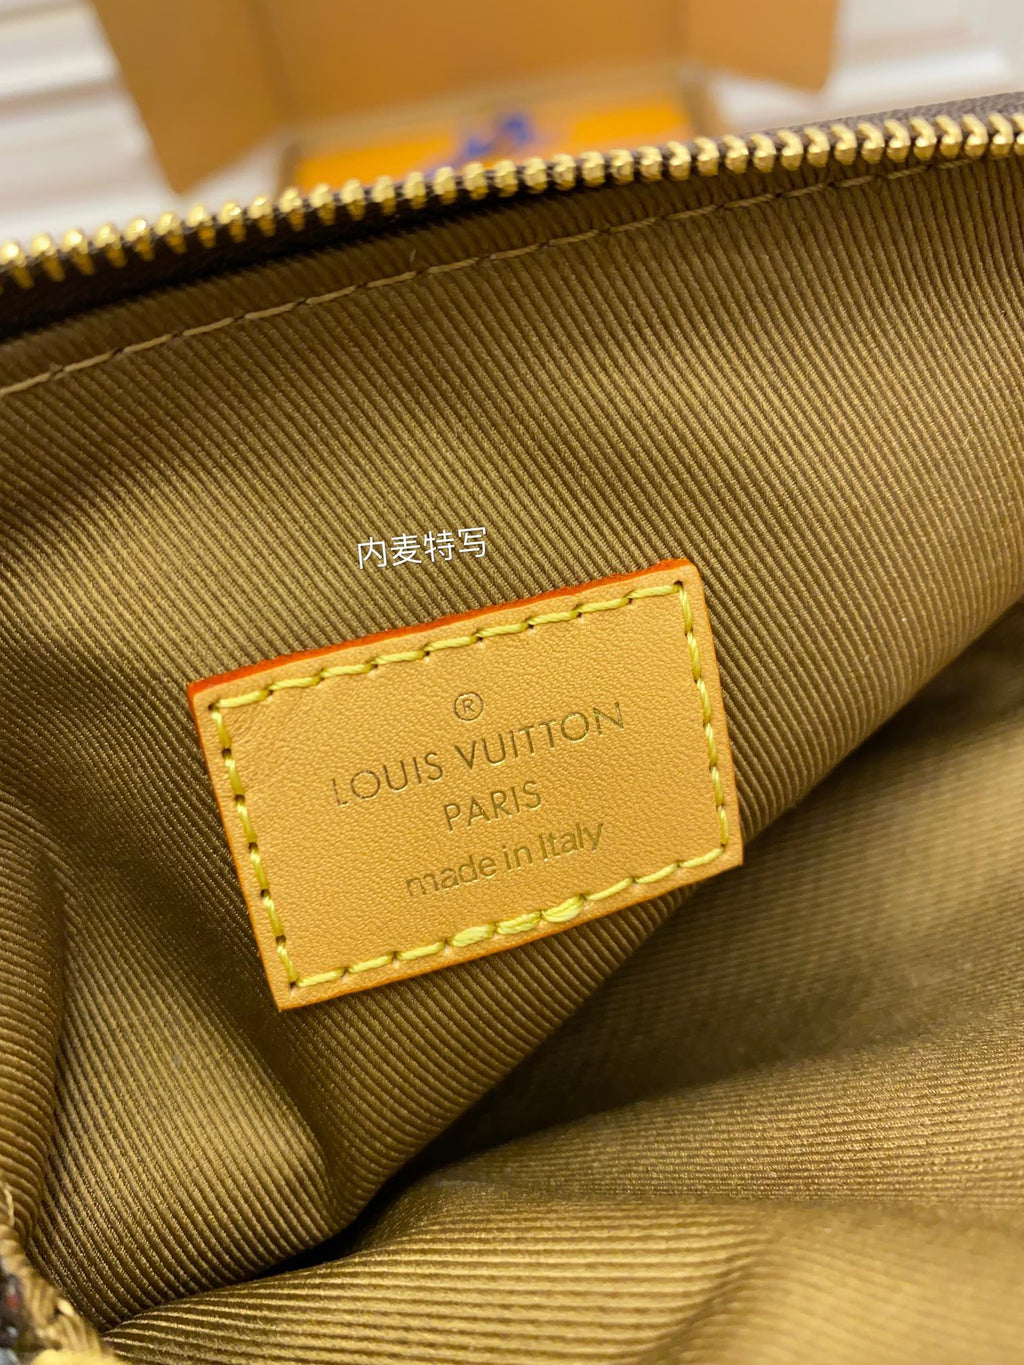 内麦特写
®
LOUIS VUITTON
PARIS
made in Italy